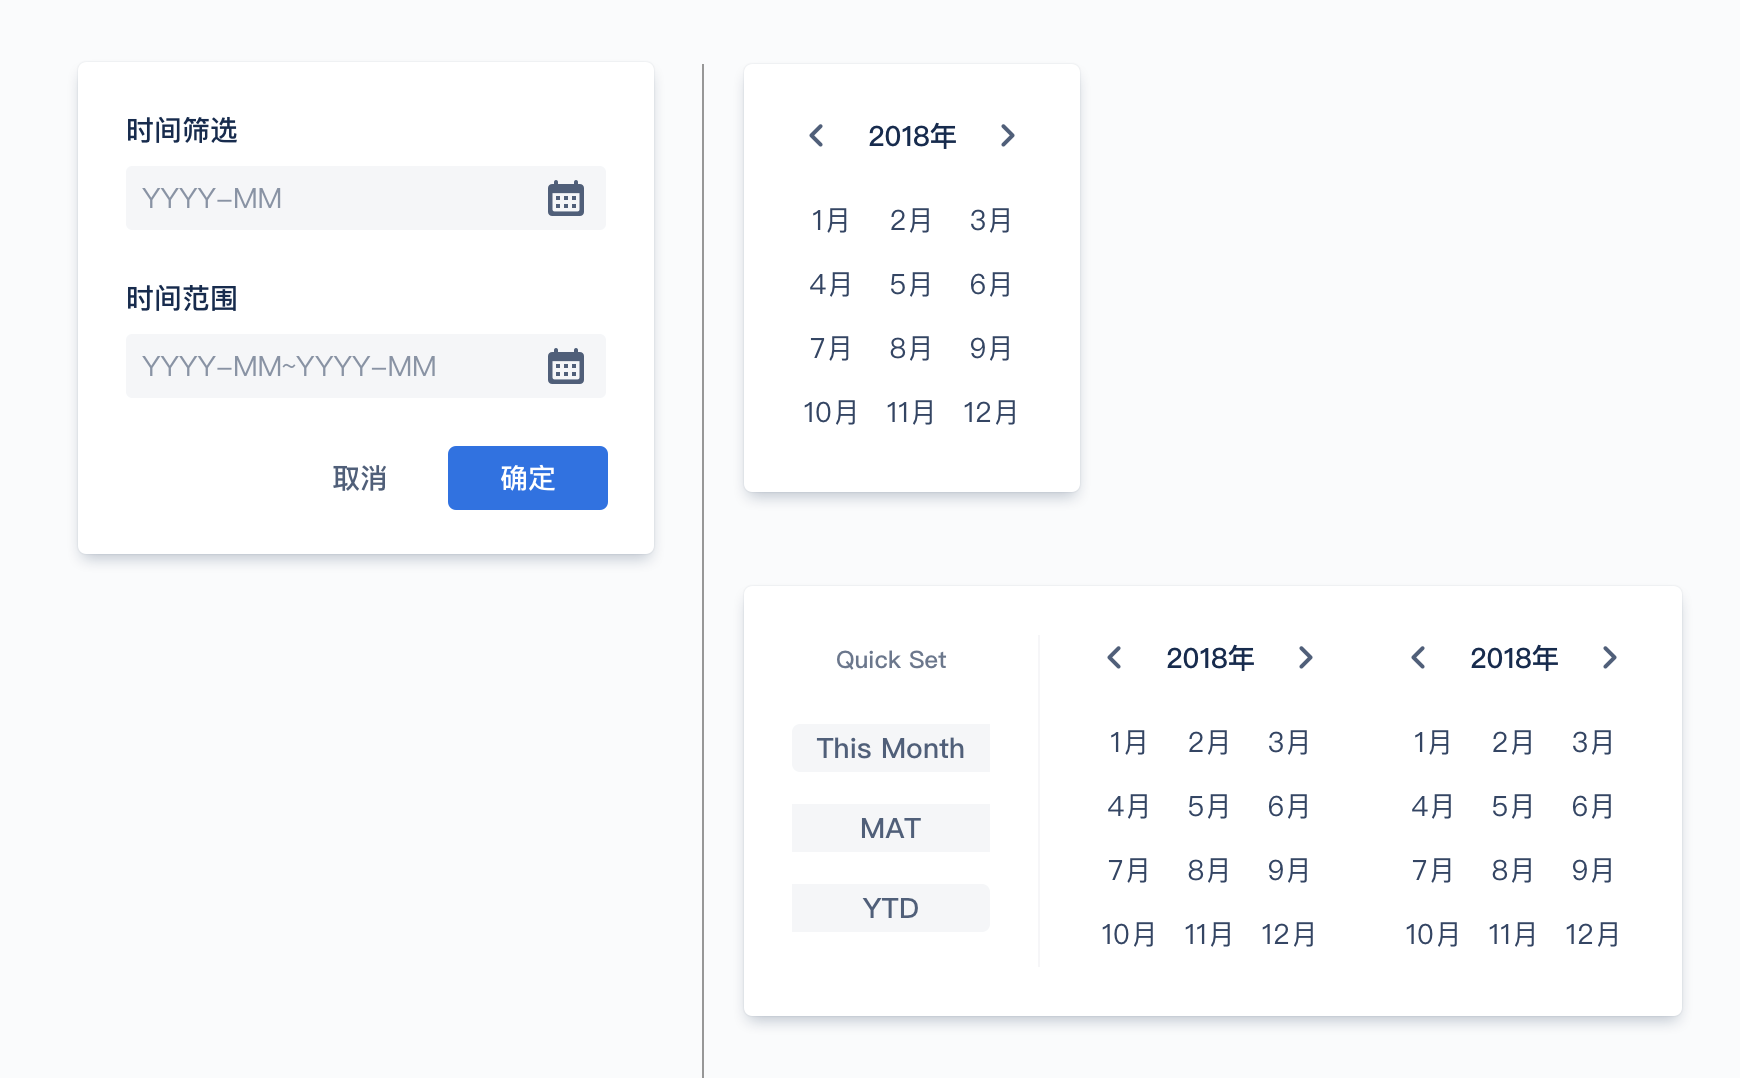 时间筛选
YYYY-MM
时间范围
YYYY-MM~YYYY-MM
取消 确定
2018年
1月 2月 3月
4月 5月 6月
7月 8月 9月
10月 11月 12月
Quick Set
This Month
MAT
YTD
2018年
1月 2月 3月
4月 5月 6月
7月 8月 9月
10月 11月 12月
2018年
1月 2月 3月
4月 5月 6月
7月 8月 9月
10月 11月 12月